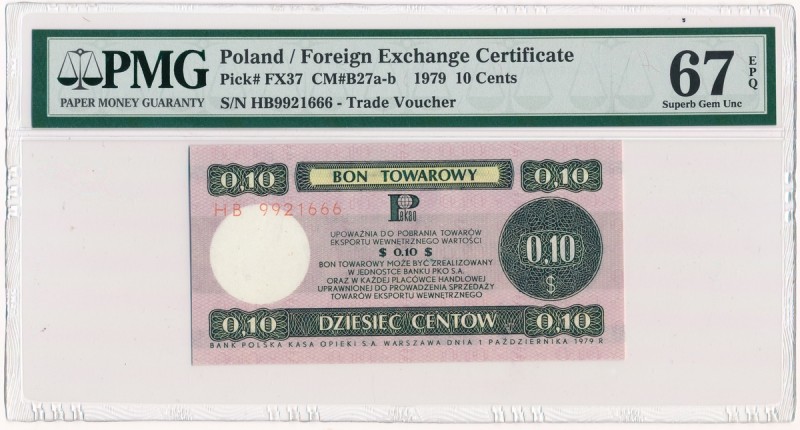 PMG
PAPER MONEY GUARANTY
Poland / Foreign Exchange Certificate
Pick# FX37 CM#B27a-b 1979 10 Cents
S/N HB9921666 - Trade Voucher
67
EPQ
Superb Gem Unc
0,10 BON TOWAROWY 0,10
HB 9921666
Pekao
UPOWAŻNIA DO POBRANIA TOWARÓW
EKSPORTU WEWNĘTRZNEGO WARTOŚCI
$ 0.10 $
BON TOWAROWY MOŻE BYĆ ZREALIZOWANY
W JEDNOSTCE BANKU PKO S.A.
ORAZ W KAŻDEJ PLACÓWCE HANDLOWEJ
UPRAWNIONEJ DO PROWADZENIA SPRZEDAŻY
TOWARÓW EKSPORTU WEWNĘTRZNEGO
0,10
$
0,10 DZIESIĘĆ CENTÓW 0,10
BANK POLSKA KASA OPIEKI S.A. WARSZAWA DNIA 1 PAŹDZIERNIKA 1979 R